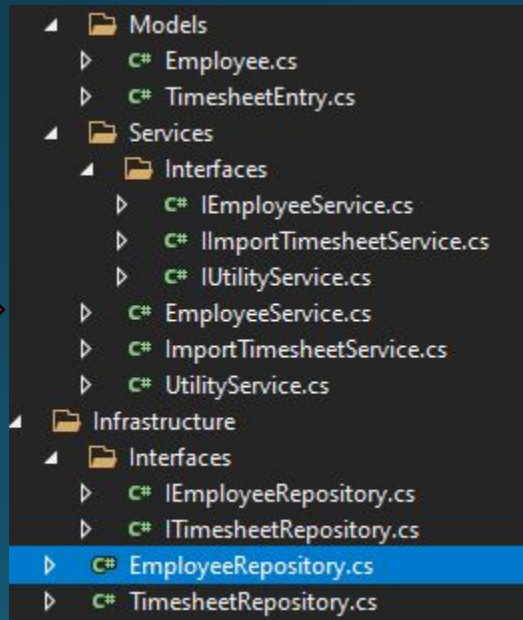 Models
C# Employee.cs
C# TimesheetEntry.cs
Services
Interfaces
C# IEmployeeService.cs
C# IImportTimesheetService.cs
C# IUtilityService.cs
C# EmployeeService.cs
C# ImportTimesheetService.cs
C# UtilityService.cs
Infrastructure
Interfaces
C# IEmployeeRepository.cs
C# ITimesheetRepository.cs
C# EmployeeRepository.cs
C# TimesheetRepository.cs